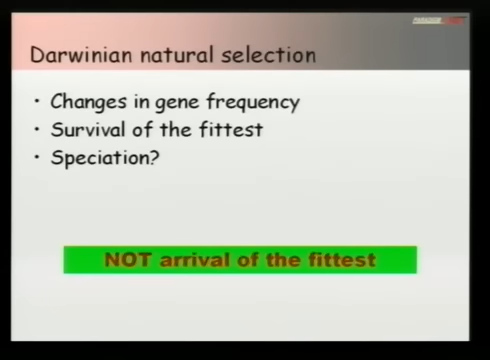 Darwinian natural selection
• Changes in gene frequency
• Survival of the fittest
• Speciation?
NOT arrival of the fittest